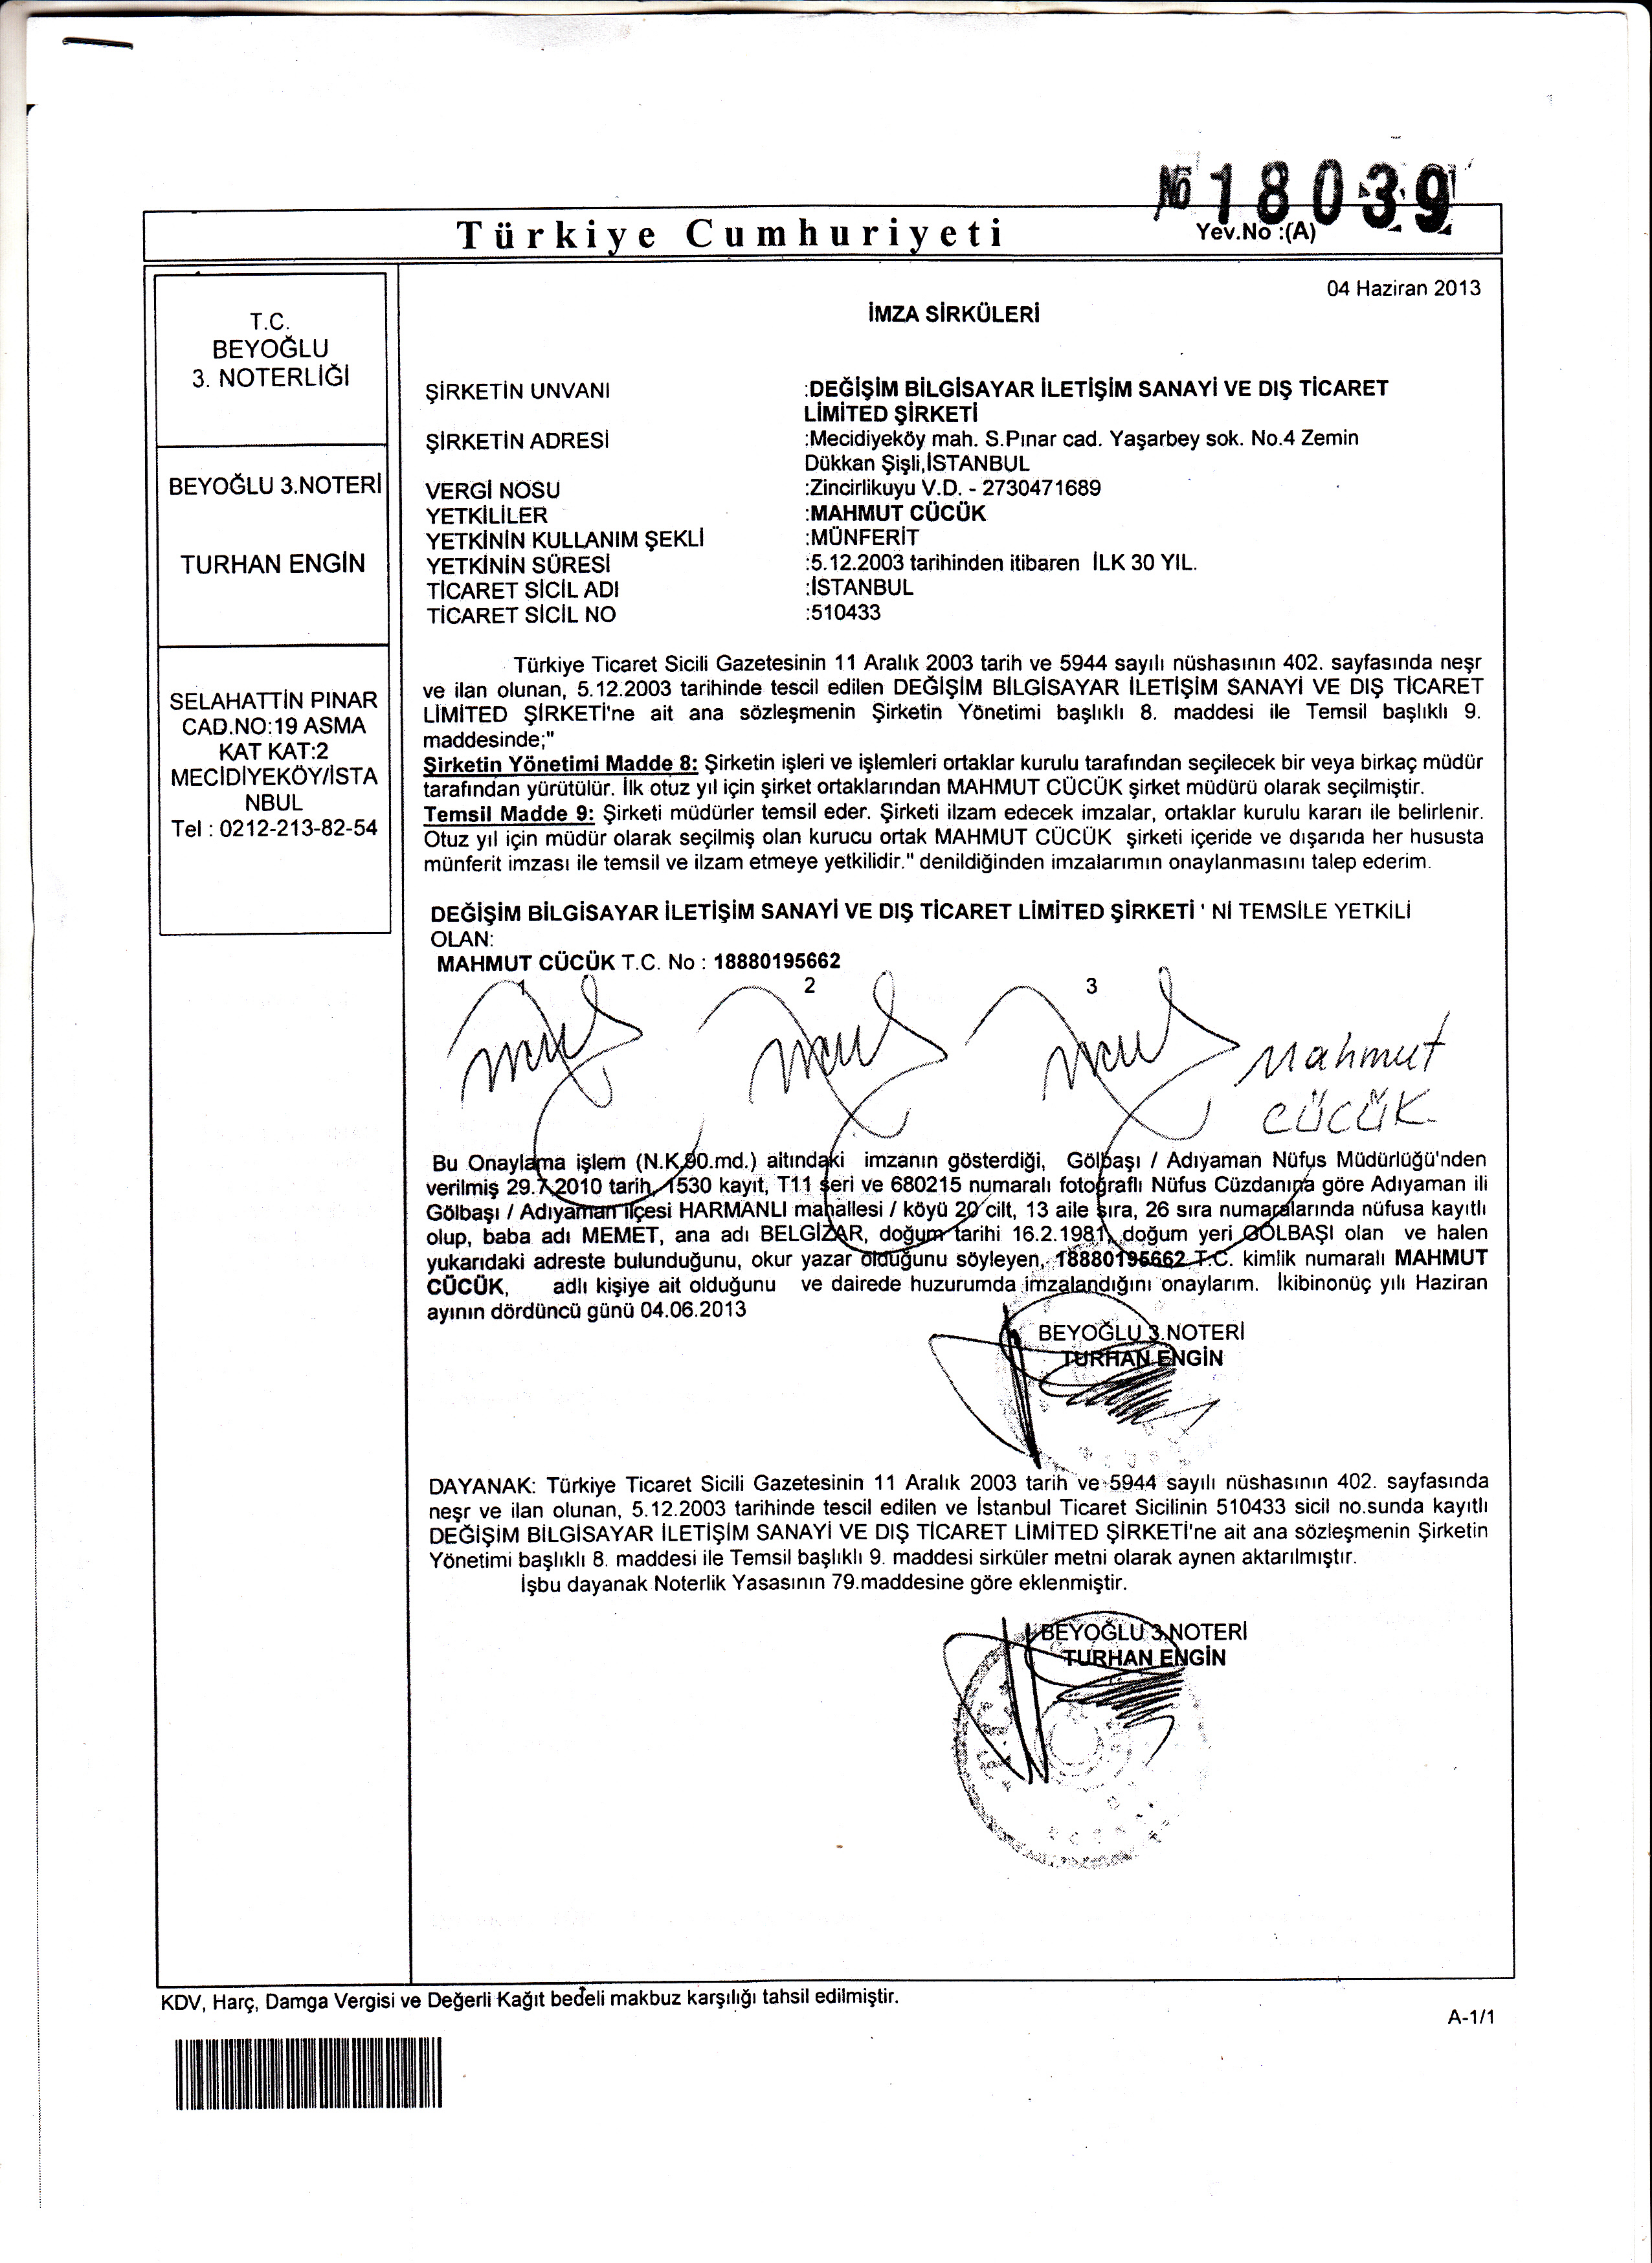 № 18039
Türkiye Cumhuriyeti
Yev.No :(A)
T.C.
BEYOĞLU
3. NOTERLİĞİ
BEYOĞLU 3.NOTERİ
TURHAN ENGİN
SELAHATTİN PINAR
CAD.NO:19 ASMA
KAT KAT:2
MECİDİYEKÖY/İSTA
NBUL
Tel : 0212-213-82-54
04 Haziran 2013
İMZA SİRKÜLERİ
ŞİRKETİN UNVANI :DEĞİŞİM BİLGİSAYAR İLETİŞİM SANAYİ VE DIŞ TİCARET
LİMİTED ŞİRKETİ
ŞİRKETİN ADRESİ :Mecidiyeköy mah. S.Pınar cad. Yaşarbey sok. No.4 Zemin
Dükkan Şişli,İSTANBUL
VERGİ NOSU :Zincirlikuyu V.D. - 2730471689
YETKİLİLER :MAHMUT CÜCÜK
YETKİNİN KULLANIM ŞEKLİ :MÜNFERİT
YETKİNİN SÜRESİ :5.12.2003 tarihinden itibaren İLK 30 YIL.
TİCARET SİCİL ADI :İSTANBUL
TİCARET SİCİL NO :510433
Türkiye Ticaret Sicili Gazetesinin 11 Aralık 2003 tarih ve 5944 sayılı nüshasının 402. sayfasında neşr
ve ilan olunan, 5.12.2003 tarihinde tescil edilen DEĞİŞİM BİLGİSAYAR İLETİŞİM SANAYİ VE DIŞ TİCARET
LİMİTED ŞİRKETİ'ne ait ana sözleşmenin Şirketin Yönetimi başlıklı 8. maddesi ile Temsil başlıklı 9.
maddesinde;"
Şirketin Yönetimi Madde 8: Şirketin işleri ve işlemleri ortaklar kurulu tarafından seçilecek bir veya birkaç müdür
tarafından yürütülür. İlk otuz yıl için şirket ortaklarından MAHMUT CÜCÜK şirket müdürü olarak seçilmiştir.
Temsil Madde 9: Şirketi müdürler temsil eder. Şirketi ilzam edecek imzalar, ortaklar kurulu kararı ile belirlenir.
Otuz yıl için müdür olarak seçilmiş olan kurucu ortak MAHMUT CÜCÜK şirketi içeride ve dışarıda her hususta
münferit imzası ile temsil ve ilzam etmeye yetkilidir." denildiğinden imzalarımın onaylanmasını talep ederim.
DEĞİŞİM BİLGİSAYAR İLETİŞİM SANAYİ VE DIŞ TİCARET LİMİTED ŞİRKETİ ' Nİ TEMSİLE YETKİLİ
OLAN:
MAHMUT CÜCÜK T.C. No : 18880195662
1 2 3
Mahmut
CÜCÜK
Bu Onaylama işlem (N.K.90.md.) altındaki imzanın gösterdiği, Gölbaşı / Adıyaman Nüfus Müdürlüğü'nden
verilmiş 29.7.2010 tarih, 1530 kayıt, T11 seri ve 680215 numaralı fotoğraflı Nüfus Cüzdanına göre Adıyaman ili
Gölbaşı / Adıyaman ilçesi HARMANLI mahallesi / köyü 20 cilt, 13 aile sıra, 26 sıra numaralarında nüfusa kayıtlı
olup, baba adı MEMET, ana adı BELGİZAR, doğum tarihi 16.2.1981, doğum yeri GÖLBAŞI olan ve halen
yukarıdaki adreste bulunduğunu, okur yazar olduğunu söyleyen, 18880195662 T.C. kimlik numaralı MAHMUT
CÜCÜK, adlı kişiye ait olduğunu ve dairede huzurumda imzalandığını onaylarım. İkibinonüç yılı Haziran
ayının dördüncü günü 04.06.2013
BEYOĞLU 3.NOTERİ
TURHAN ENGİN
DAYANAK: Türkiye Ticaret Sicili Gazetesinin 11 Aralık 2003 tarih ve 5944 sayılı nüshasının 402. sayfasında
neşr ve ilan olunan, 5.12.2003 tarihinde tescil edilen ve İstanbul Ticaret Sicilinin 510433 sicil no.sunda kayıtlı
DEĞİŞİM BİLGİSAYAR İLETİŞİM SANAYİ VE DIŞ TİCARET LİMİTED ŞİRKETİ'ne ait ana sözleşmenin Şirketin
Yönetimi başlıklı 8. maddesi ile Temsil başlıklı 9. maddesi sirküler metni olarak aynen aktarılmıştır.
İşbu dayanak Noterlik Yasasının 79.maddesine göre eklenmiştir.
BEYOĞLU 3.NOTERİ
TURHAN ENGİN
KDV, Harç, Damga Vergisi ve Değerli Kağıt bedeli makbuz karşılığı tahsil edilmiştir.
A-1/1